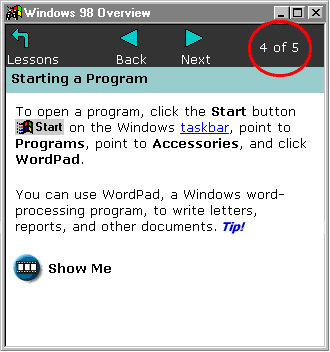 Windows 98 Overview
Lessons
Back
Next
4 of 5
Starting a Program
To open a program, click the Start button
Start on the Windows taskbar, point to
Programs, point to Accessories, and click
WordPad.
You can use WordPad, a Windows word-
processing program, to write letters,
reports, and other documents. Tip!
Show Me